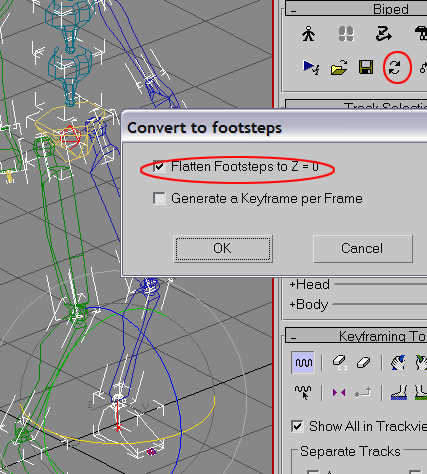 Biped
Track Selection
Convert to footsteps
Flatten Footsteps to Z = 0
Generate a Keyframe per Frame
OK
Cancel
+Head
+Body
Keyframing To
Show All in Trackvie
Separate Tracks